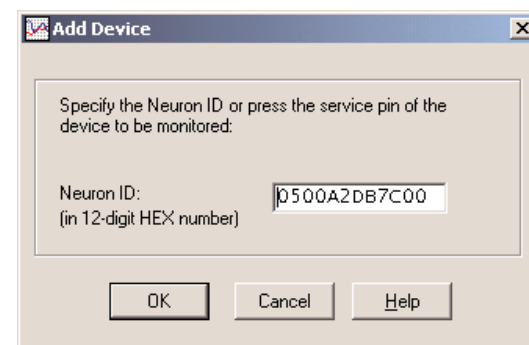 Add Device
Specify the Neuron ID or press the service pin of the
device to be monitored:
Neuron ID:
0500A2DB7C00
(in 12-digit HEX number)
OK
Cancel
Help